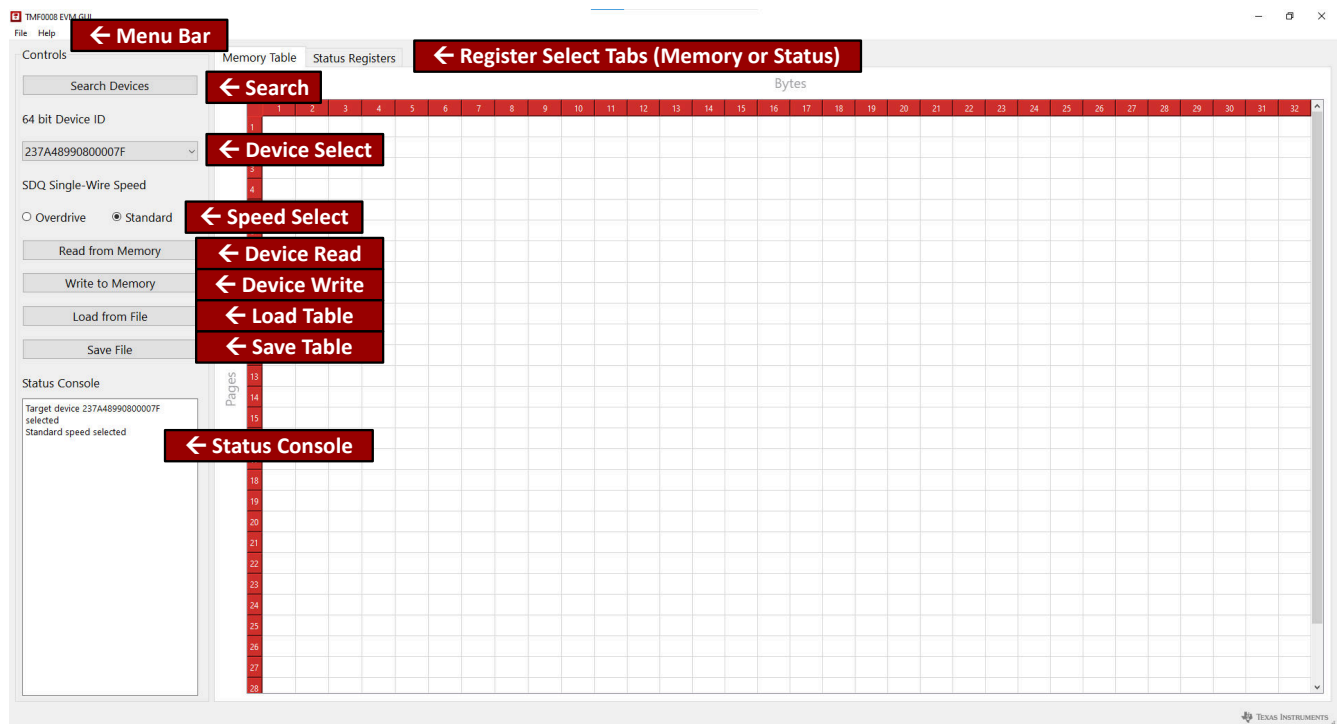 TMF0008 EVM GUI
File Help
← Menu Bar
Controls
Memory Table Status Registers
← Register Select Tabs (Memory or Status)
Search Devices
← Search
Bytes
1 2 3 4 5 6 7 8 9 10 11 12 13 14 15 16 17 18 19 20 21 22 23 24 25 26 27 28 29 30 31 32
64 bit Device ID
1
237A48990800007F
← Device Select
3
SDQ Single-Wire Speed
4
Overdrive Standard
← Speed Select
Read from Memory
← Device Read
Write to Memory
← Device Write
Load from File
← Load Table
Save File
← Save Table
Pages
13
14
15
Status Console
Target device 237A48990800007F
selected
Standard speed selected
← Status Console
18
19
20
21
22
23
24
25
26
27
28
TEXAS INSTRUMENTS